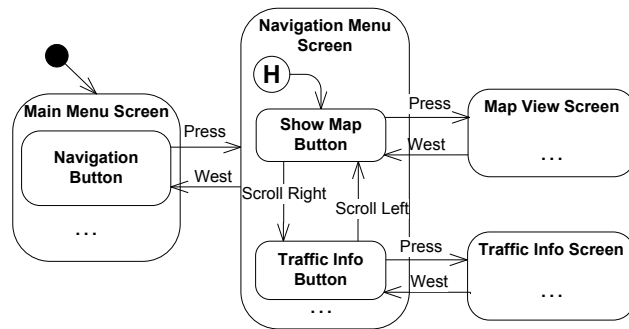 Navigation Menu
Screen
H
Main Menu Screen
Navigation
Button
. . .
Press
West
Show Map
Button
Scroll Right
Scroll Left
Traffic Info
Button
. . .
Press
West
Map View Screen
. . .
Press
West
Traffic Info Screen
. . .